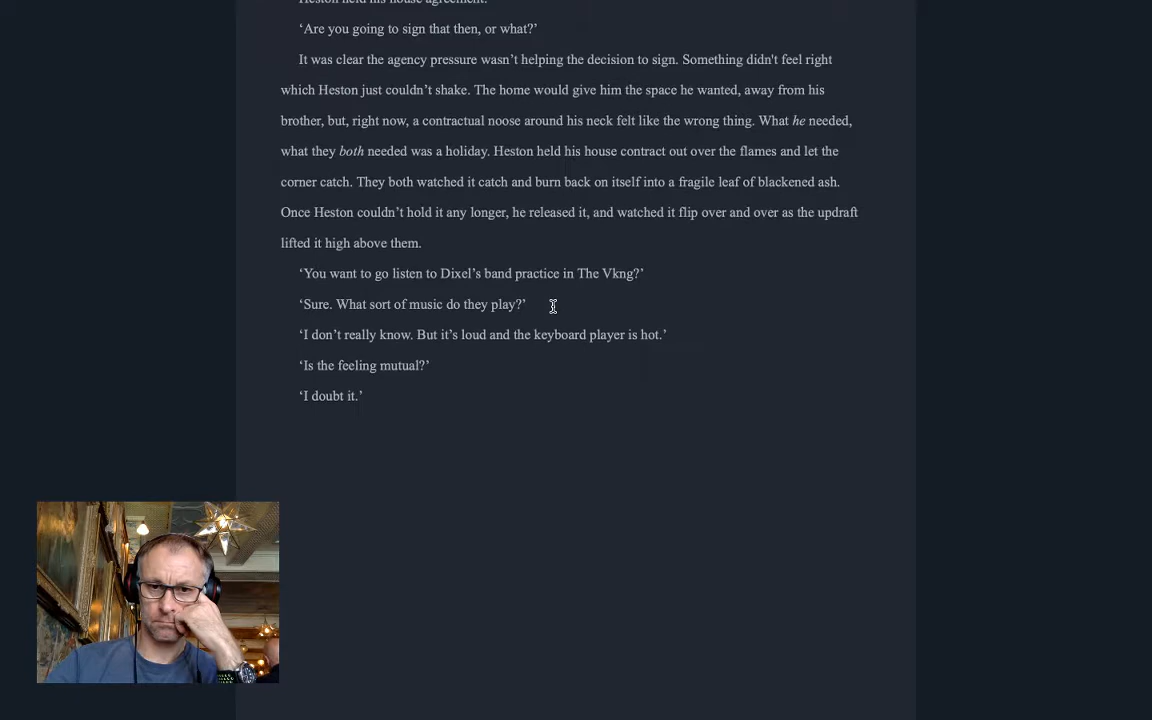 Heston held his house agreement.
‘Are you going to sign that then, or what?’
It was clear the agency pressure wasn’t helping the decision to sign. Something didn't feel right
which Heston just couldn’t shake. The home would give him the space he wanted, away from his
brother, but, right now, a contractual noose around his neck felt like the wrong thing. What he needed,
what they both needed was a holiday. Heston held his house contract out over the flames and let the
corner catch. They both watched it catch and burn back on itself into a fragile leaf of blackened ash.
Once Heston couldn’t hold it any longer, he released it, and watched it flip over and over as the updraft
lifted it high above them.
‘You want to go listen to Dixel’s band practice in The Vkng?’
‘Sure. What sort of music do they play?’
‘I don’t really know. But it’s loud and the keyboard player is hot.’
‘Is the feeling mutual?’
‘I doubt it.’